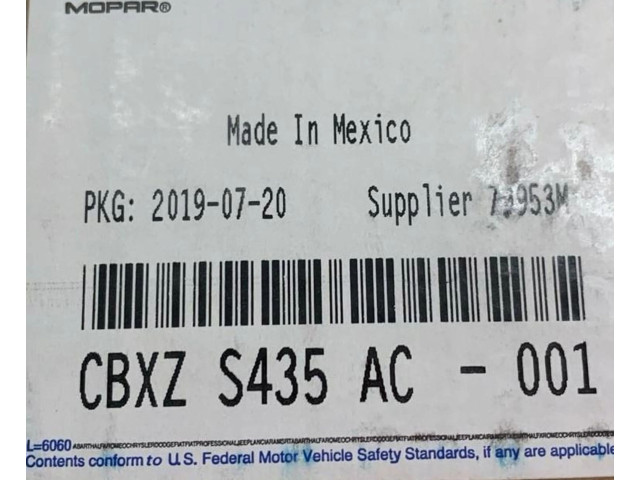 MOPAR®
Made In Mexico
PKG: 2019-07-20 Supplier
CBXZ S435 AC - 001
L=6060
Contents conform to U.S. Federal Motor Vehicle Safety Standards, if any are applicable